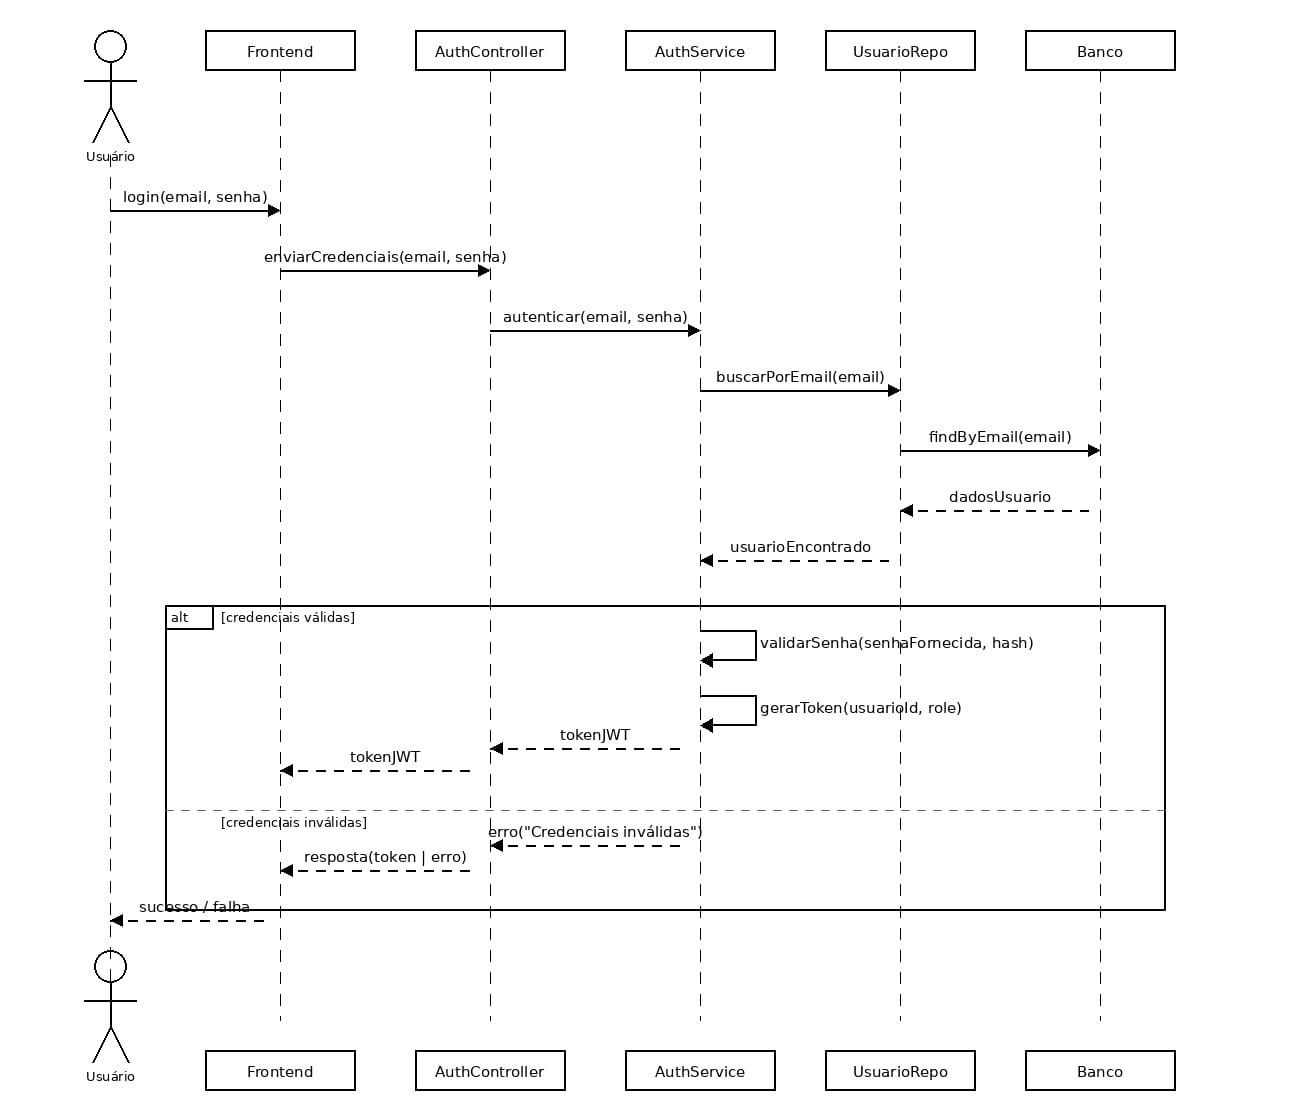 Frontend
AuthController
AuthService
UsuarioRepo
Banco
Usuário
login(email, senha)
enviarCredenciais(email, senha)
autenticar(email, senha)
buscarPorEmail(email)
findByEmail(email)
dadosUsuario
usuarioEncontrado
alt
[credenciais válidas]
validarSenha(senhaFornecida, hash)
gerarToken(usuarioId, role)
tokenJWT
tokenJWT
[credenciais inválidas]
erro("Credenciais inválidas")
resposta(token | erro)
sucesso / falha
Frontend
AuthController
AuthService
UsuarioRepo
Banco
Usuário